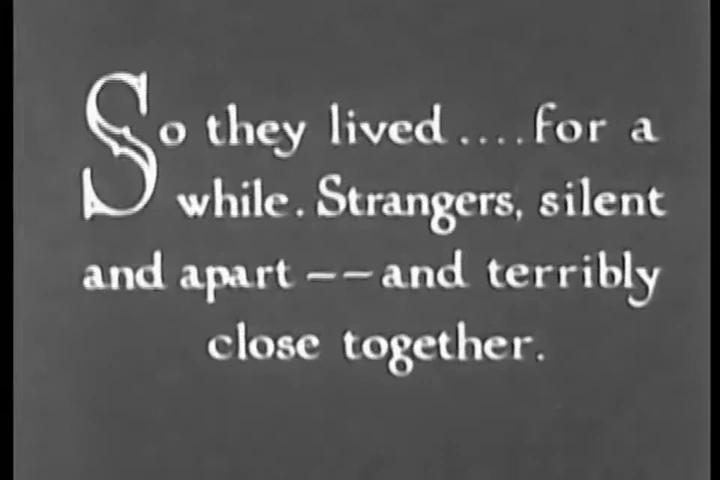 So they lived....for a
while. Strangers, silent
and apart -- and terribly
close together.